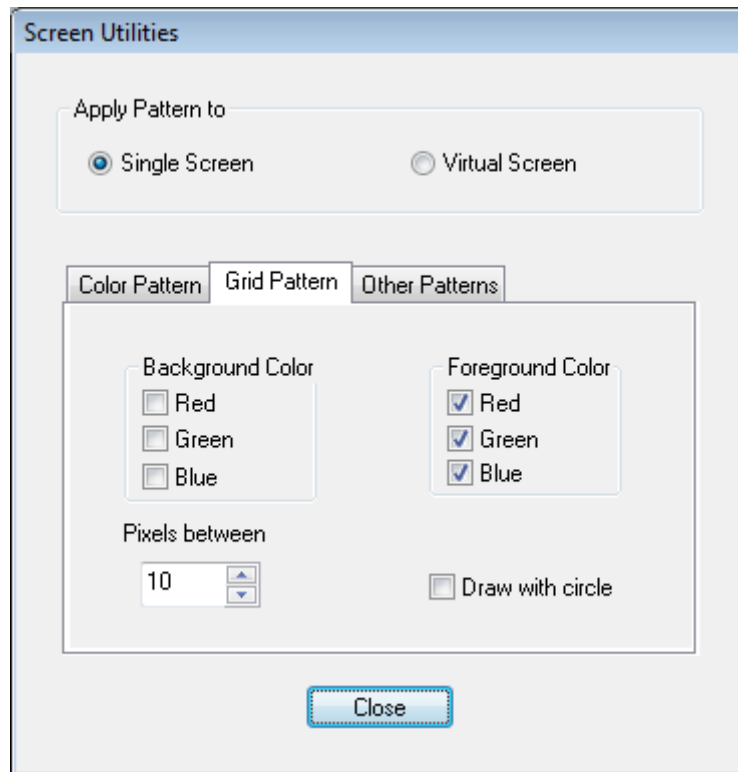 Screen Utilities
Apply Pattern to
Single Screen
Virtual Screen
Color Pattern
Grid Pattern
Other Patterns
Background Color
Red
Green
Blue
Foreground Color
Red
Green
Blue
Pixels between
10
Draw with circle
Close